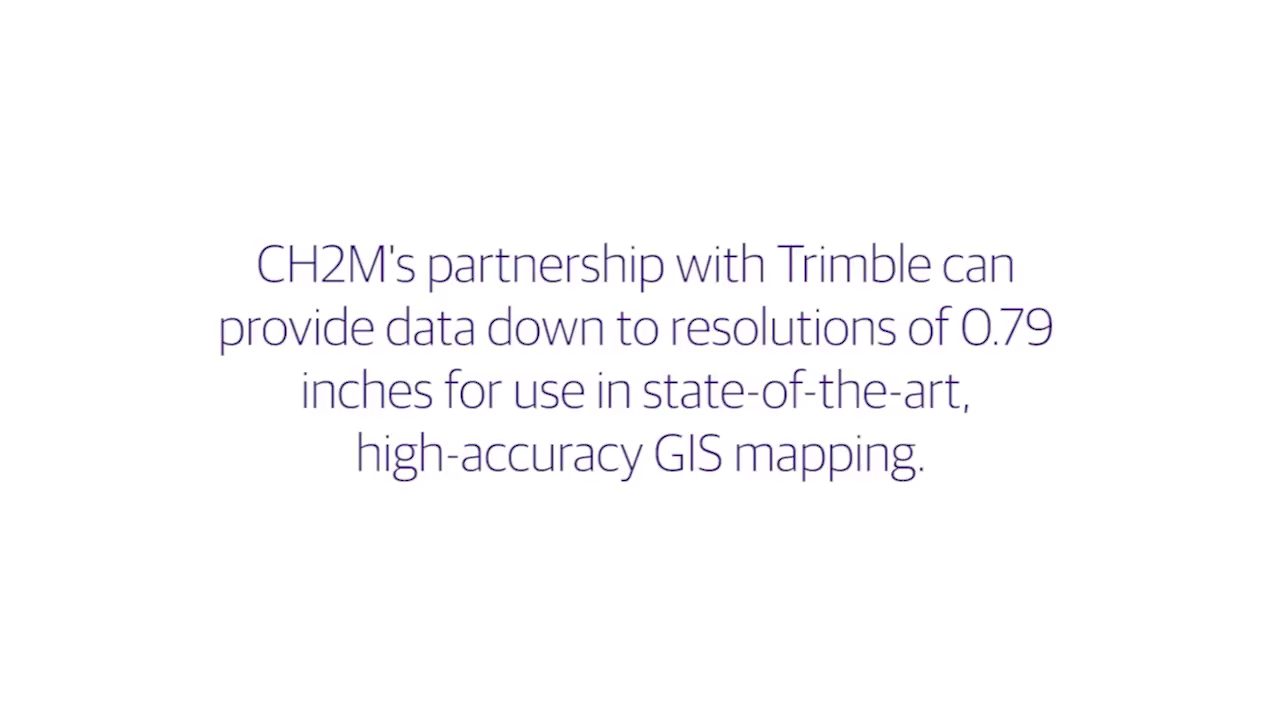 CH2M's partnership with Trimble can
provide data down to resolutions of 0.79
inches for use in state-of-the-art,
high-accuracy GIS mapping.